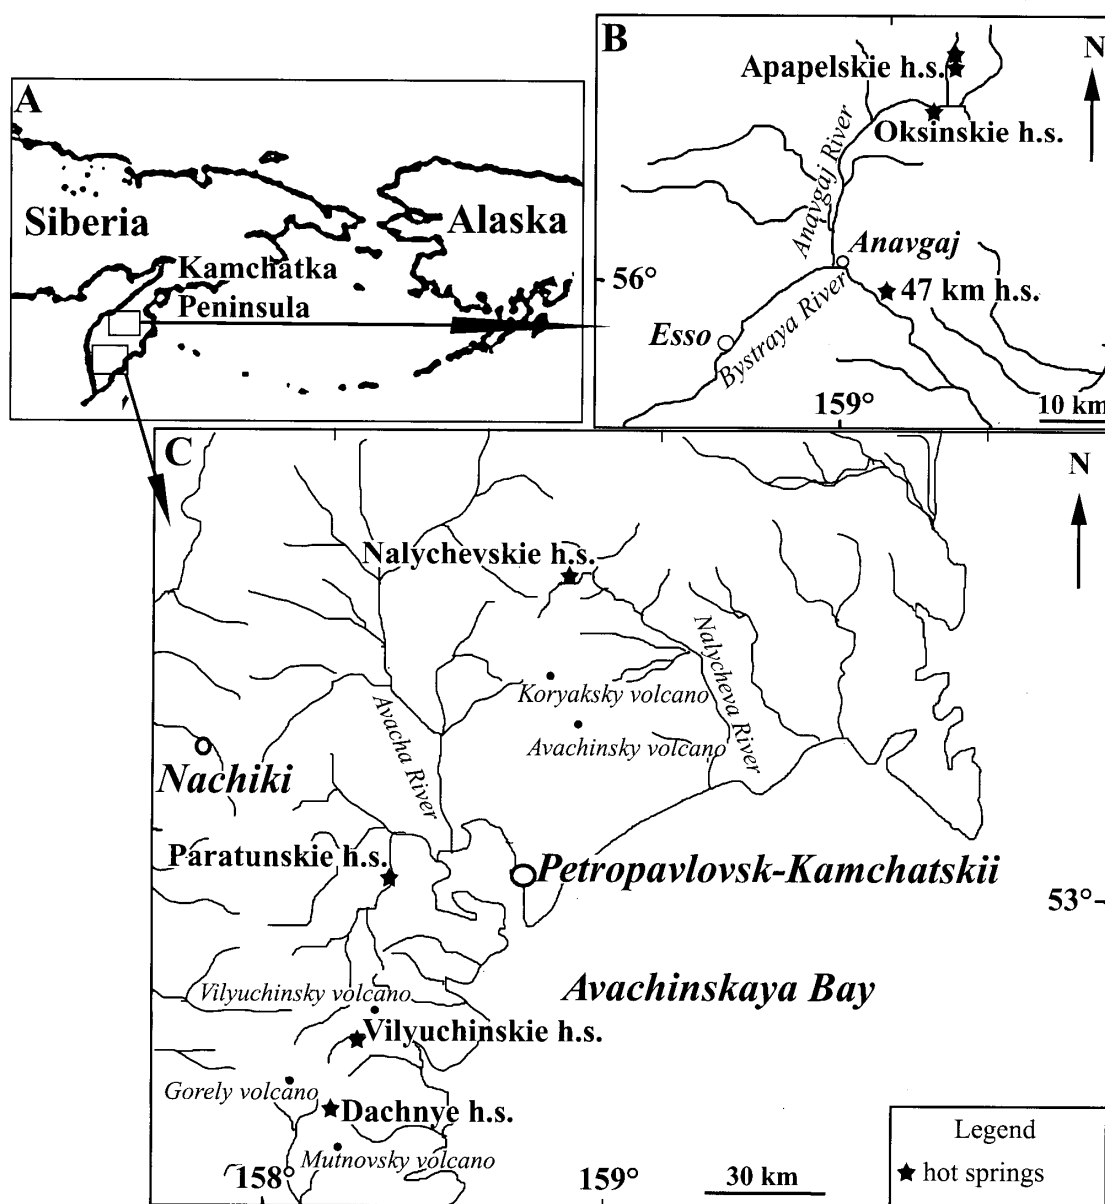 A
Siberia
Alaska
Kamchatka
Peninsula
B
N
Apapelskie h.s.
Oksinskie h.s.
Anavgaj River
Anavgaj
56°
47 km h.s.
Esso
Bystraya River
159°
10 km
C
N
Nalychevskie h.s.
Nalycheva River
Koryaksky volcano
Avacha River
Avachinsky volcano
Nachiki
Paratunskie h.s.
Petropavlovsk-Kamchatskii
53°
Avachinskaya Bay
Vilyuchinsky volcano
Vilyuchinskie h.s.
Gorely volcano
Dachnye h.s.
Mutnovsky volcano
158°
159°
30 km
Legend
hot springs